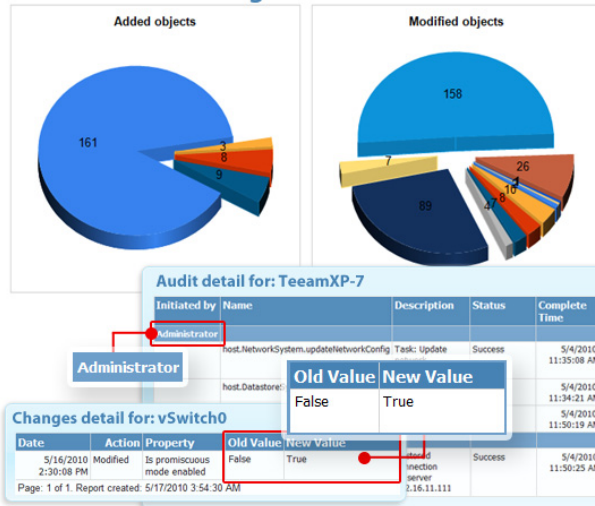 Added objects
161
3
8
9
Modified objects
158
7
26
10
8
89
Audit detail for: TeeamXP-7
Initiated by Name Description Status Complete Time
Administrator
host.NetworkSystem.updateNetworkConfig Task: Update Success 5/4/2010 11:35:08 AM
Administrator
host.Datastore 5/4/2010 11:34:21 AM
5/4/2010 11:50:19 AM
Old Value New Value
False True
Changes detail for: vSwitch0
Date Action Property Old Value New Value
5/16/2010 2:30:08 PM Modified Is promiscuous mode enabled False True
Success 5/4/2010 11:50:25 AM
Page: 1 of 1. Report created: 5/17/2010 3:54:30 AM